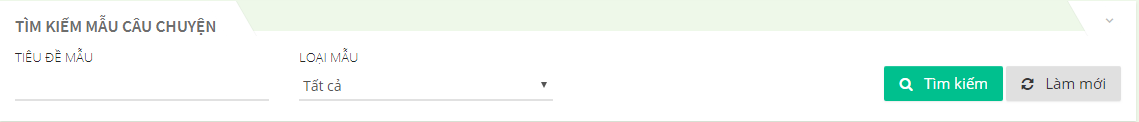 TÌM KIẾM MẪU CÂU CHUYỆN
TIÊU ĐỀ MẪU
LOẠI MẪU
Tất cả
Tìm kiếm
Làm mới